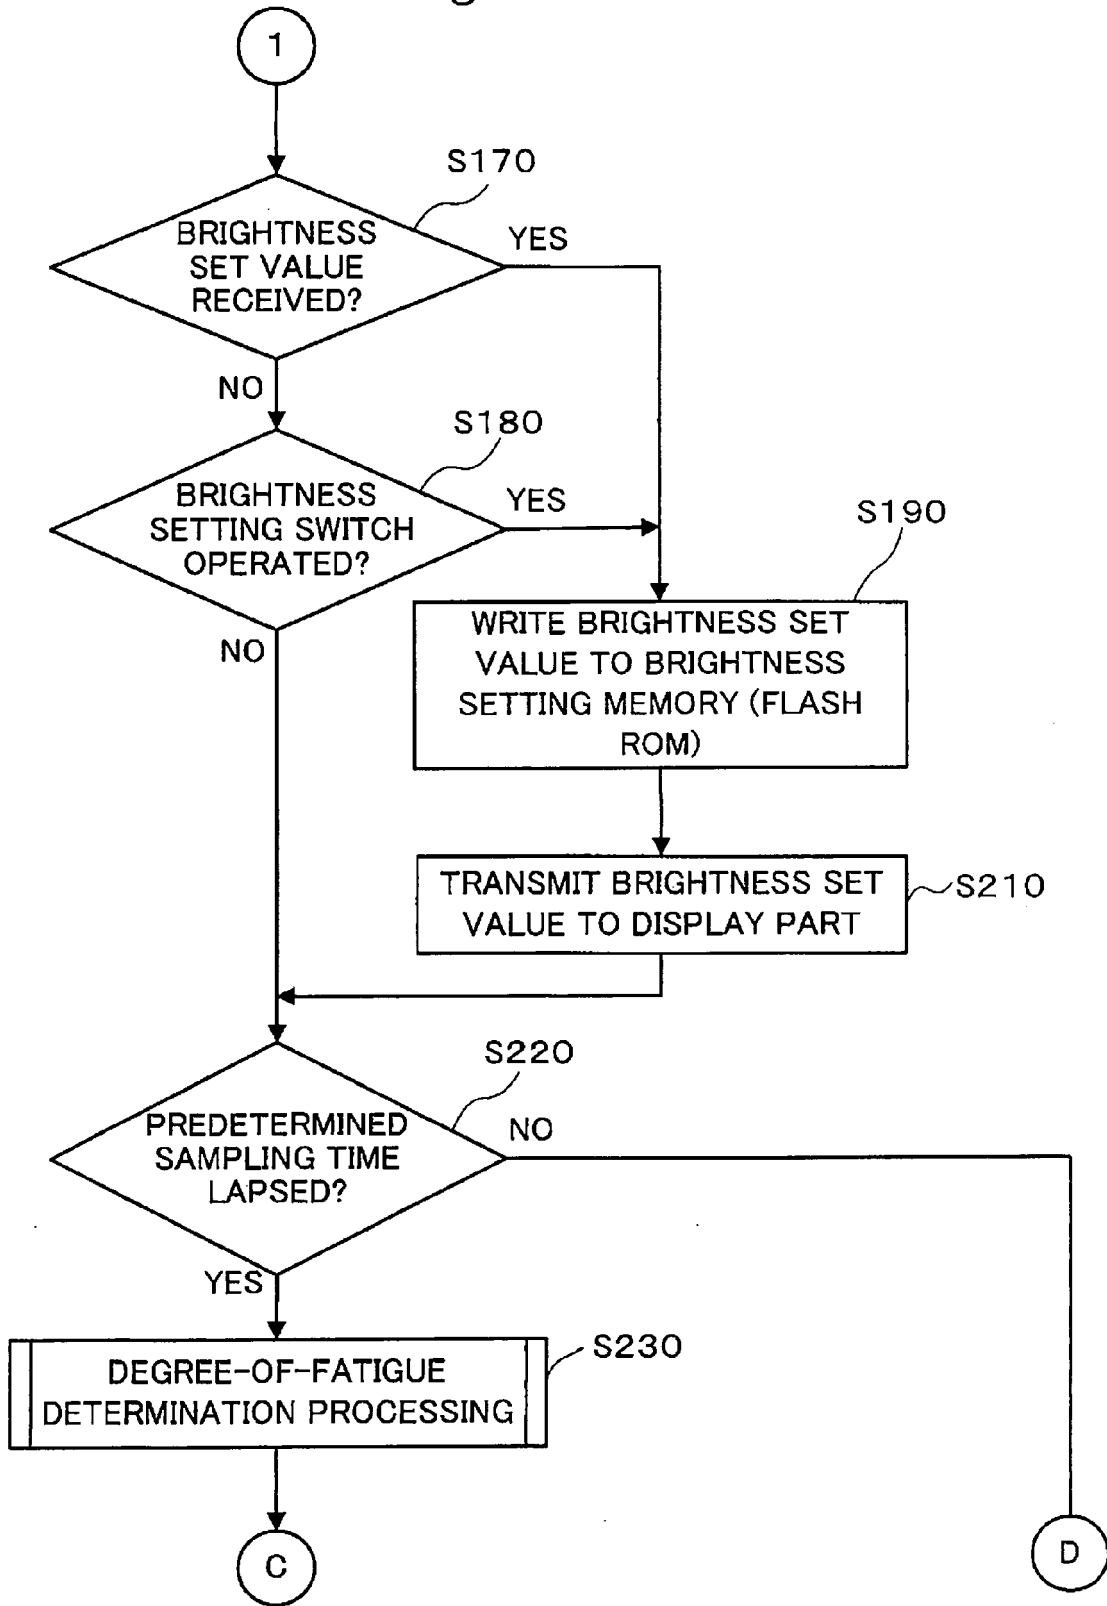 1
S170
BRIGHTNESS
SET VALUE
RECEIVED?
YES
NO
S180
BRIGHTNESS
SETTING SWITCH
OPERATED?
YES
NO
S190
WRITE BRIGHTNESS SET
VALUE TO BRIGHTNESS
SETTING MEMORY (FLASH
ROM)
TRANSMIT BRIGHTNESS SET
VALUE TO DISPLAY PART
S210
S220
PREDETERMINED
SAMPLING TIME
LAPSED?
NO
YES
S230
DEGREE-OF-FATIGUE
DETERMINATION PROCESSING
C
D